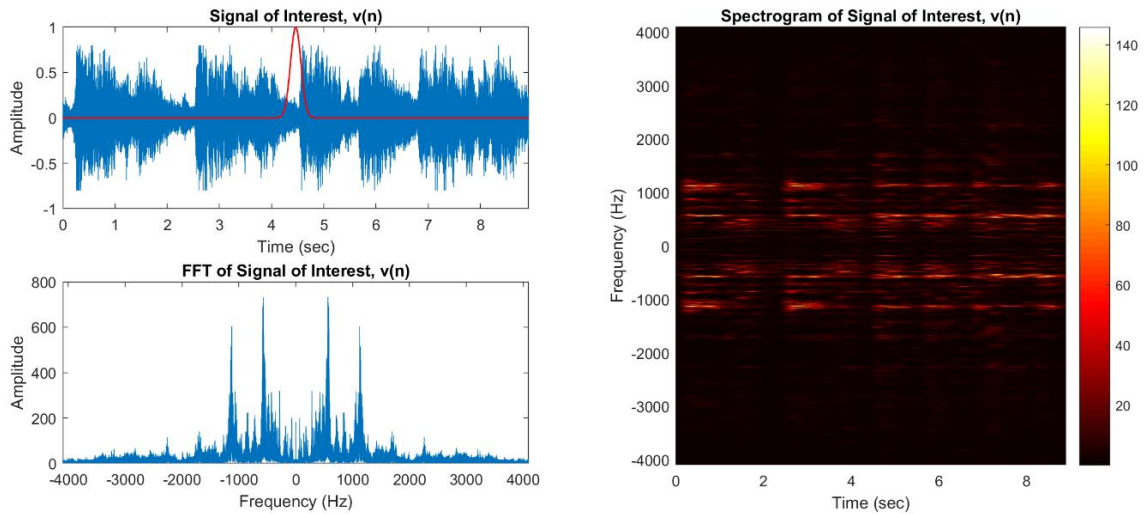 Signal of Interest, v(n)
1
0.5
0
-0.5
-1
Amplitude
0 1 2 3 4 5 6 7 8
Time (sec)
FFT of Signal of Interest, v(n)
800
600
400
200
0
Amplitude
-4000 -3000 -2000 -1000 0 1000 2000 3000 4000
Frequency (Hz)
Spectrogram of Signal of Interest, v(n)
4000
3000
2000
1000
0
-1000
-2000
-3000
-4000
Frequency (Hz)
0 2 4 6 8
Time (sec)
140
120
100
80
60
40
20